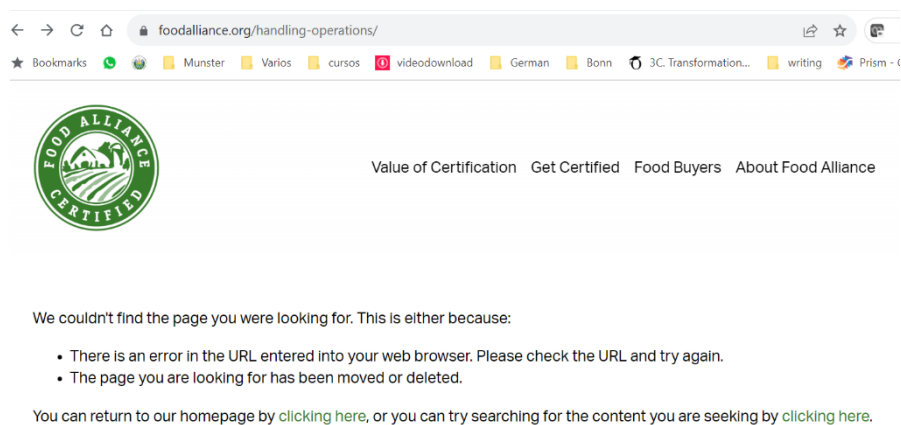 foodalliance.org/handling-operations/
Bookmarks Munster Varios cursos videodownload German Bonn 3C. Transformation... writing Prism - G
FOOD ALLIANCE
CERTIFIED
Value of Certification Get Certified Food Buyers About Food Alliance
We couldn't find the page you were looking for. This is either because:
• There is an error in the URL entered into your web browser. Please check the URL and try again.
• The page you are looking for has been moved or deleted.
You can return to our homepage by clicking here, or you can try searching for the content you are seeking by clicking here.